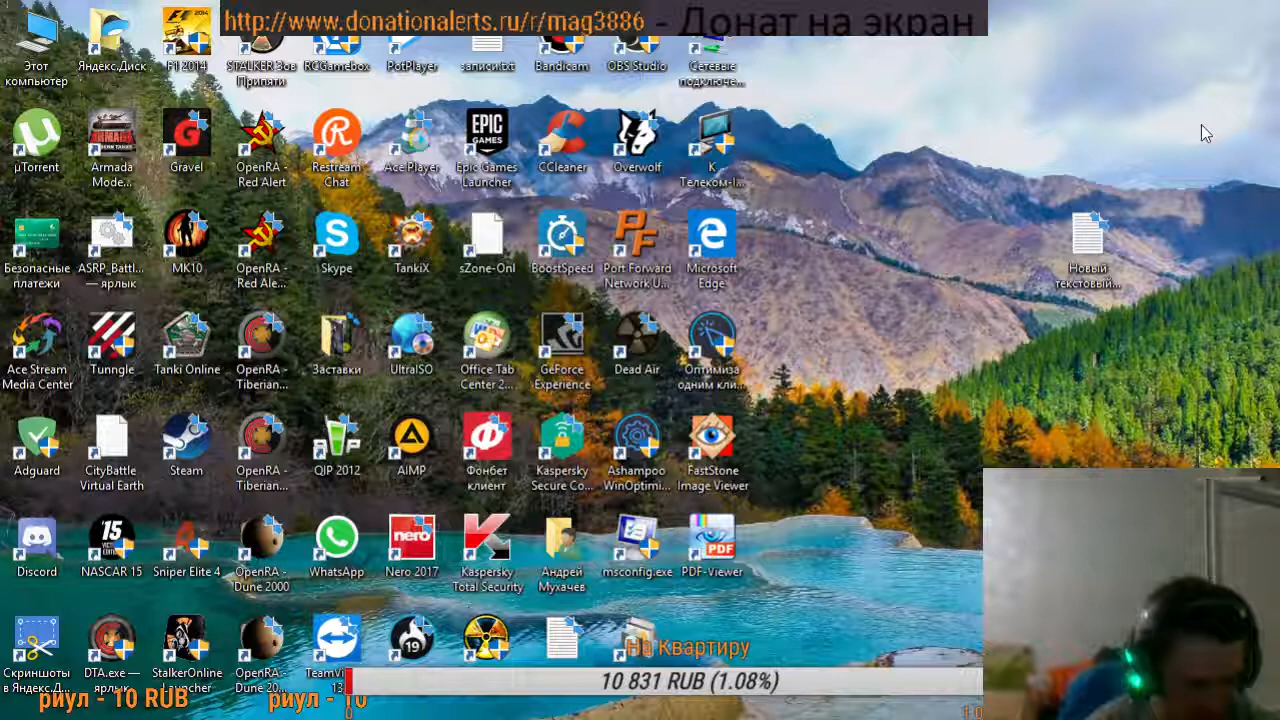 http://www.donationalerts.ru/r/mag3886 - Донат на экран
Этот компьютер
Яндекс.Диск
F1 2014
STALKER Зов Припяти
RCGamebox
PotPlayer
записи.txt
Bandicam
OBS Studio
Сетевые подключе...
µTorrent
Armada Mode...
Gravel
OpenRA - Red Alert
Restream Chat
Ace Player
Epic Games Launcher
CCleaner
Overwolf
К Телеком-I...
Безопасные платежи
ASRP_Battl... — ярлык
MK10
OpenRA - Red Ale...
Skype
TankiX
sZone-Onl
BoostSpeed
Port Forward Network U...
Microsoft Edge
Новый текстовый...
Ace Stream Media Center
Tunngle
Tanki Online
OpenRA - Tiberian...
Заставки
UltraISO
Office Tab Center 2...
GeForce Experience
Dead Air
Оптимиза одним кли...
Adguard
CityBattle Virtual Earth
Steam
OpenRA - Tiberian...
QIP 2012
AIMP
Фонбет клиент
Kaspersky Secure Co...
Ashampoo WinOptimi...
FastStone Image Viewer
Discord
NASCAR 15
Sniper Elite 4
OpenRA - Dune 2000
WhatsApp
Nero 2017
Kaspersky Total Security
Андрей Мухачев
msconfig.exe
PDF-Viewer
Скриншоты в Яндекс.Д...
DTA.exe — ярлык
StalkerOnline Launcher
OpenRA - Dune 20...
TeamVi 13
На Квартиру
10 831 RUB (1.08%)
риул - 10 RUB
риул - 10